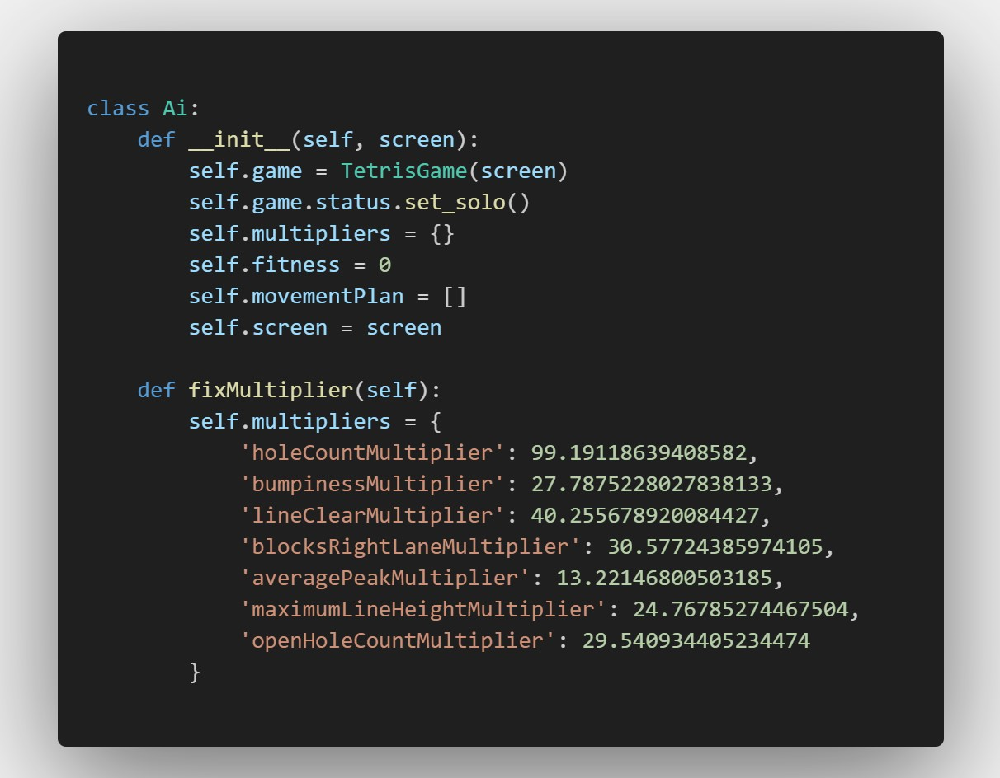 class Ai:
    def __init__(self, screen):
        self.game = TetrisGame(screen)
        self.game.status.set_solo()
        self.multipliers = {}
        self.fitness = 0
        self.movementPlan = []
        self.screen = screen

    def fixMultiplier(self):
        self.multipliers = {
            'holeCountMultiplier': 99.19118639408582,
            'bumpinessMultiplier': 27.7875228027838133,
            'lineClearMultiplier': 40.255678920084427,
            'blocksRightLaneMultiplier': 30.57724385974105,
            'averagePeakMultiplier': 13.22146800503185,
            'maximumLineHeightMultiplier': 24.76785274467504,
            'openHoleCountMultiplier': 29.540934405234474
        }